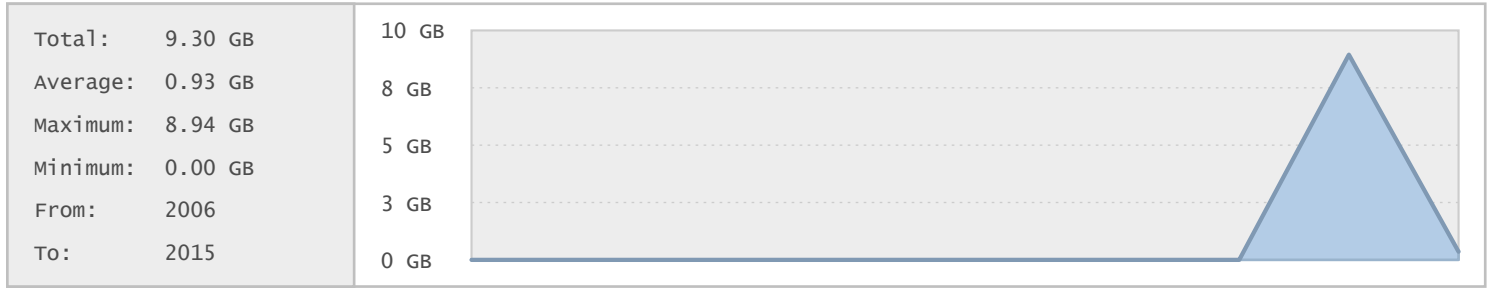 Total: 9.30 GB
Average: 0.93 GB
Maximum: 8.94 GB
Minimum: 0.00 GB
From: 2006
To: 2015
10 GB
8 GB
5 GB
3 GB
0 GB